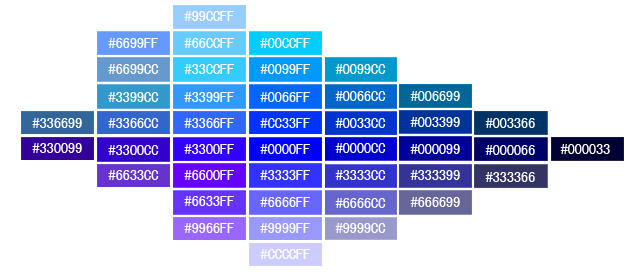 #99CCFF
#6699FF #66CCFF #00CCFF
#6699CC #33CCFF #0099FF #0099CC
#3399CC #3399FF #0066FF #0066CC #006699
#336699 #3366CC #3366FF #CC33FF #0033CC #003399 #003366
#330099 #3300CC #3300FF #0000FF #0000CC #000099 #000066 #000033
#6633CC #6600FF #3333FF #3333CC #333399 #333366
#6633FF #6666FF #6666CC #666699
#9966FF #9999FF #9999CC
#CCCCFF